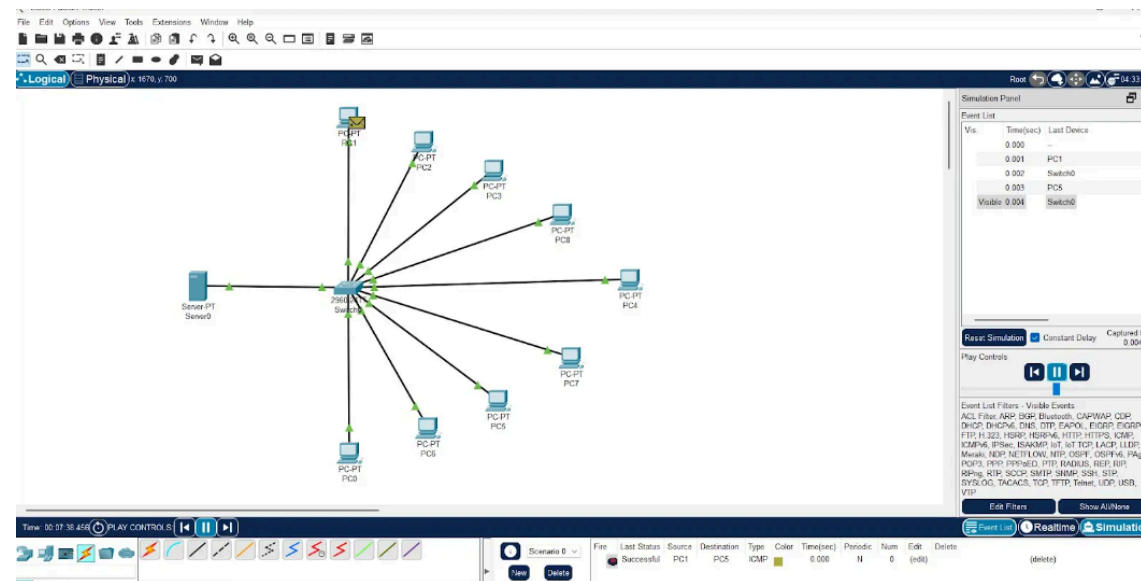 File Edit Options View Tools Extensions Window Help
Logical Physical x: 1670, y: 700 Root 04:33
Simulation Panel
Event List
Vis. Time(sec) Last Device
0.000 --
0.001 PC1
0.002 Switch0
0.003 PC5
Visible 0.004 Switch0
PC-PT
PC1
PC-PT
PC2
PC-PT
PC3
PC-PT
PC8
PC-PT
PC4
Server-PT
Server0
Switch0
PC-PT
PC7
PC-PT
PC5
PC-PT
PC6
PC-PT
PC0
Reset Simulation Constant Delay Captured
0.004
Play Controls
Event List Filters - Visible Events
ACL Filter, ARP, BGP, Bluetooth, CAPWAP, CDP,
DHCP, DHCPv6, DNS, DTP, EAPOL, EIGRP, EIGRP
FTP, H.323, HSRP, HSRPv6, HTTP, HTTPS, ICMP,
ICMPv6, IPSec, ISAKMP, IoT, IoT TCP, LACP, LLDP,
Meraki, NDP, NETFLOW, NTP, OSPF, OSPFv6, PAg
POP3, PPP, PPPoED, PTP, RADIUS, REP, RIP,
RIPng, RTP, SCCP, SMTP, SNMP, SSH, STP,
SYSLOG, TACACS, TCP, TFTP, Telnet, UDP, USB,
VTP
Edit Filters Show All/None
Time: 00:07:38.456 PLAY CONTROLS: Event List Realtime Simulatio
Scenario 0 Fire Last Status Source Destination Type Color Time(sec) Periodic Num Edit Delete
Successful PC1 PC5 ICMP 0.000 N 0 (edit) (delete)
New Delete